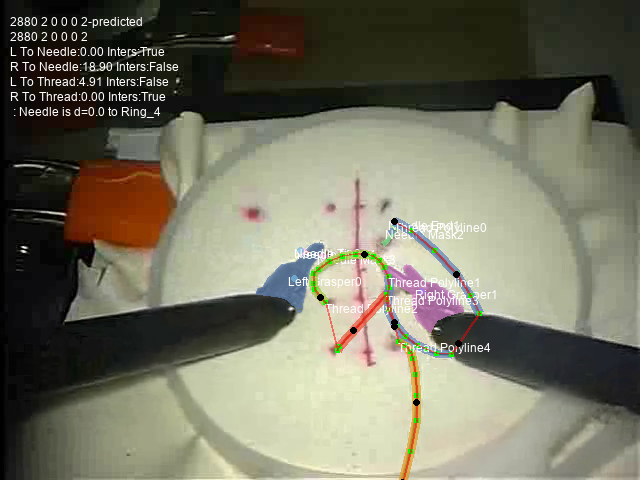 2880 2 0 0 0 2-predicted
2880 2 0 0 0 2
L To Needle:0.00 Inters:True
R To Needle:18.90 Inters:False
L To Thread:4.91 Inters:False
R To Thread:0.00 Inters:True
: Needle is d=0.0 to Ring_4
Thread Polyline0
Mask2
Left Grasper0
Thread Polyline1
Right Grasper1
Thread Polyline3
Thread Polyline2
Thread Polyline4